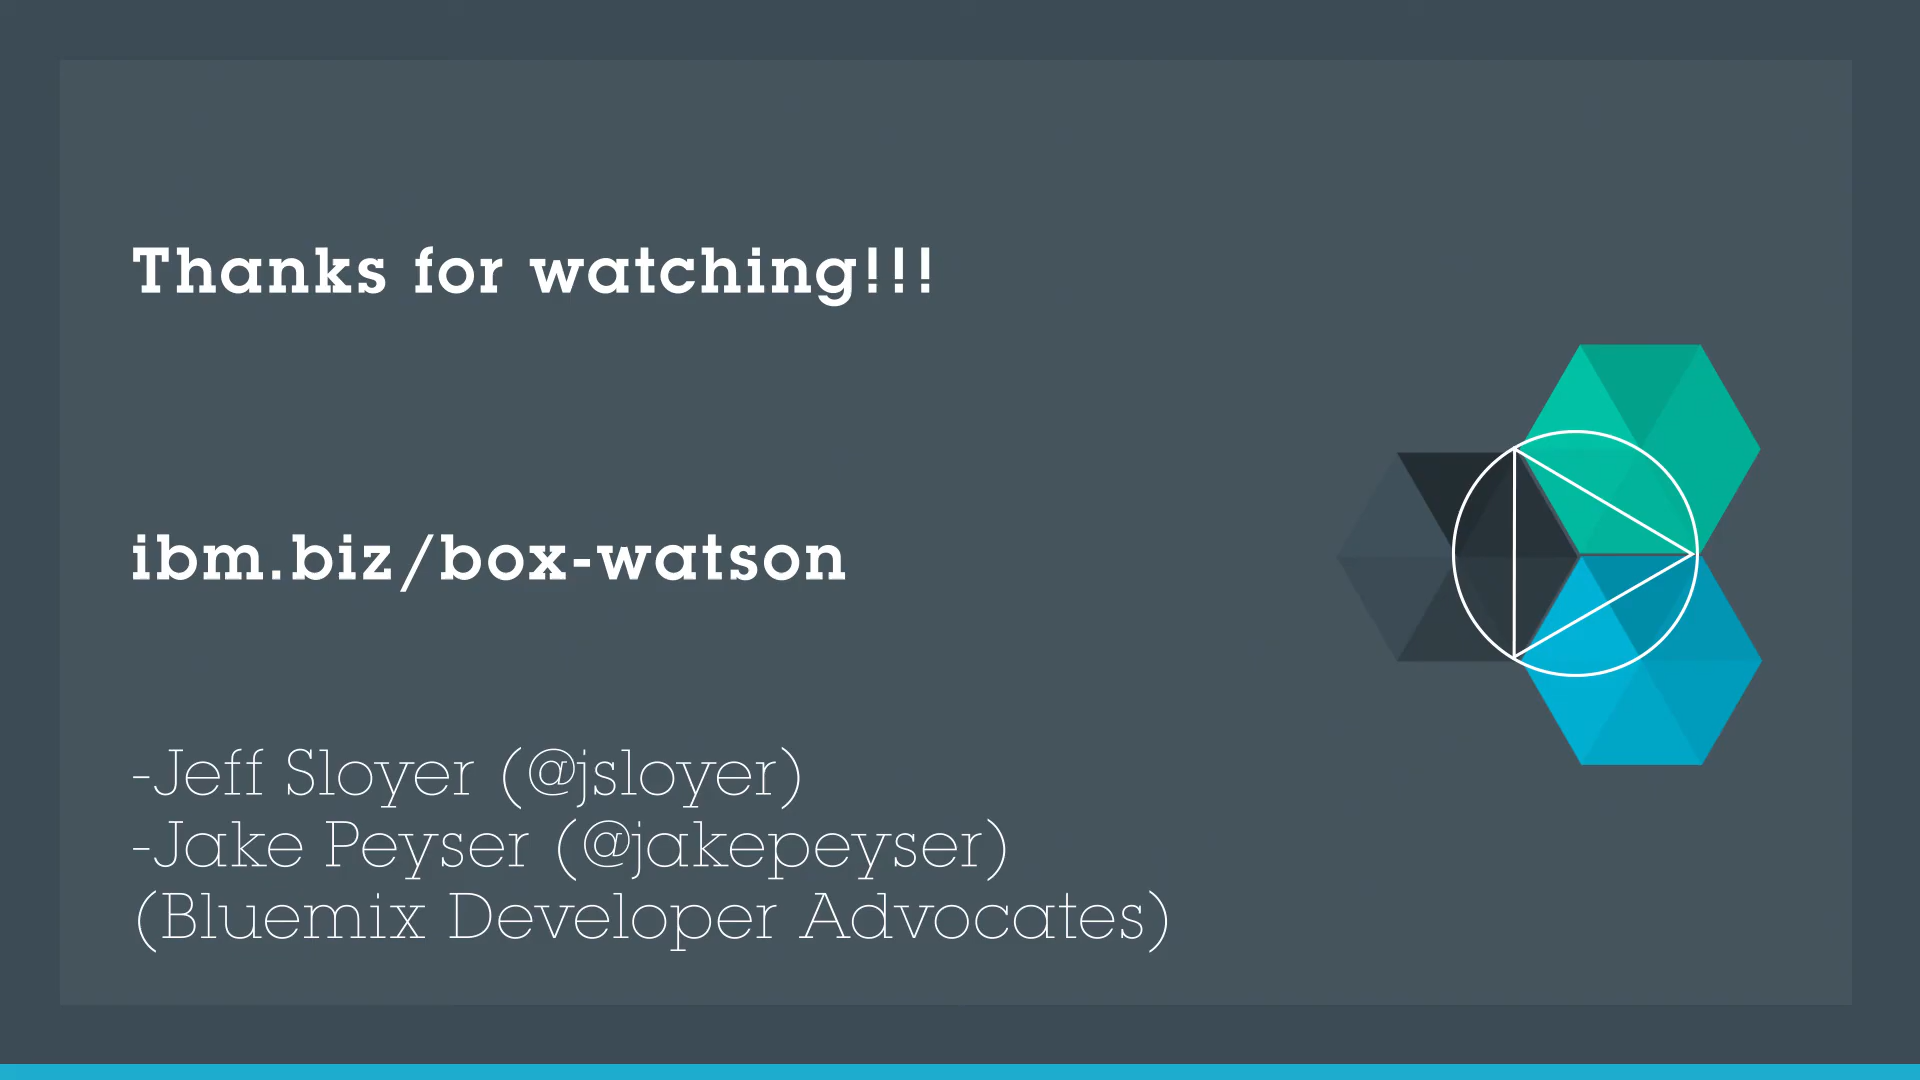 Thanks for watching!!!
ibm.biz/box-watson
-Jeff Sloyer (@jsloyer)
-Jake Peyser (@jakepeyser)
(Bluemix Developer Advocates)